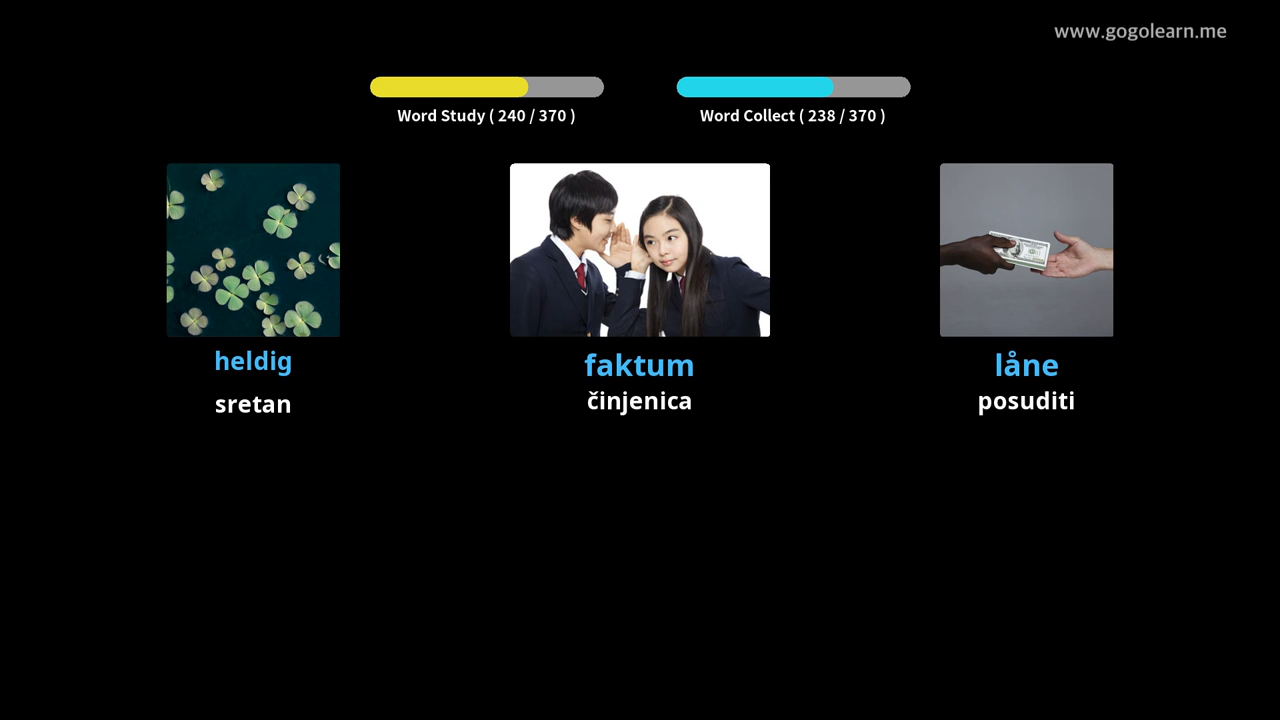 www.gogolearn.me
Word Study ( 240 / 370 )
Word Collect ( 238 / 370 )
heldig
sretan
faktum
činjenica
låne
posuditi